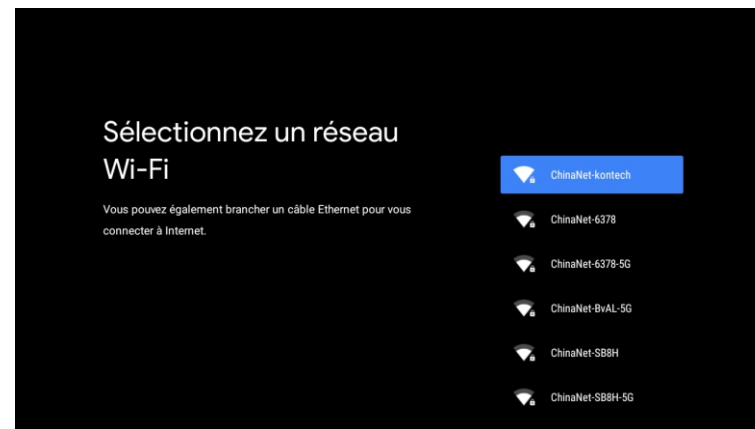 Sélectionnez un réseau
Wi-Fi
Vous pouvez également brancher un câble Ethernet pour vous
connecter à Internet.
ChinaNet-kontech
ChinaNet-6378
ChinaNet-6378-5G
ChinaNet-BvAL-5G
ChinaNet-SB8H
ChinaNet-SB8H-5G